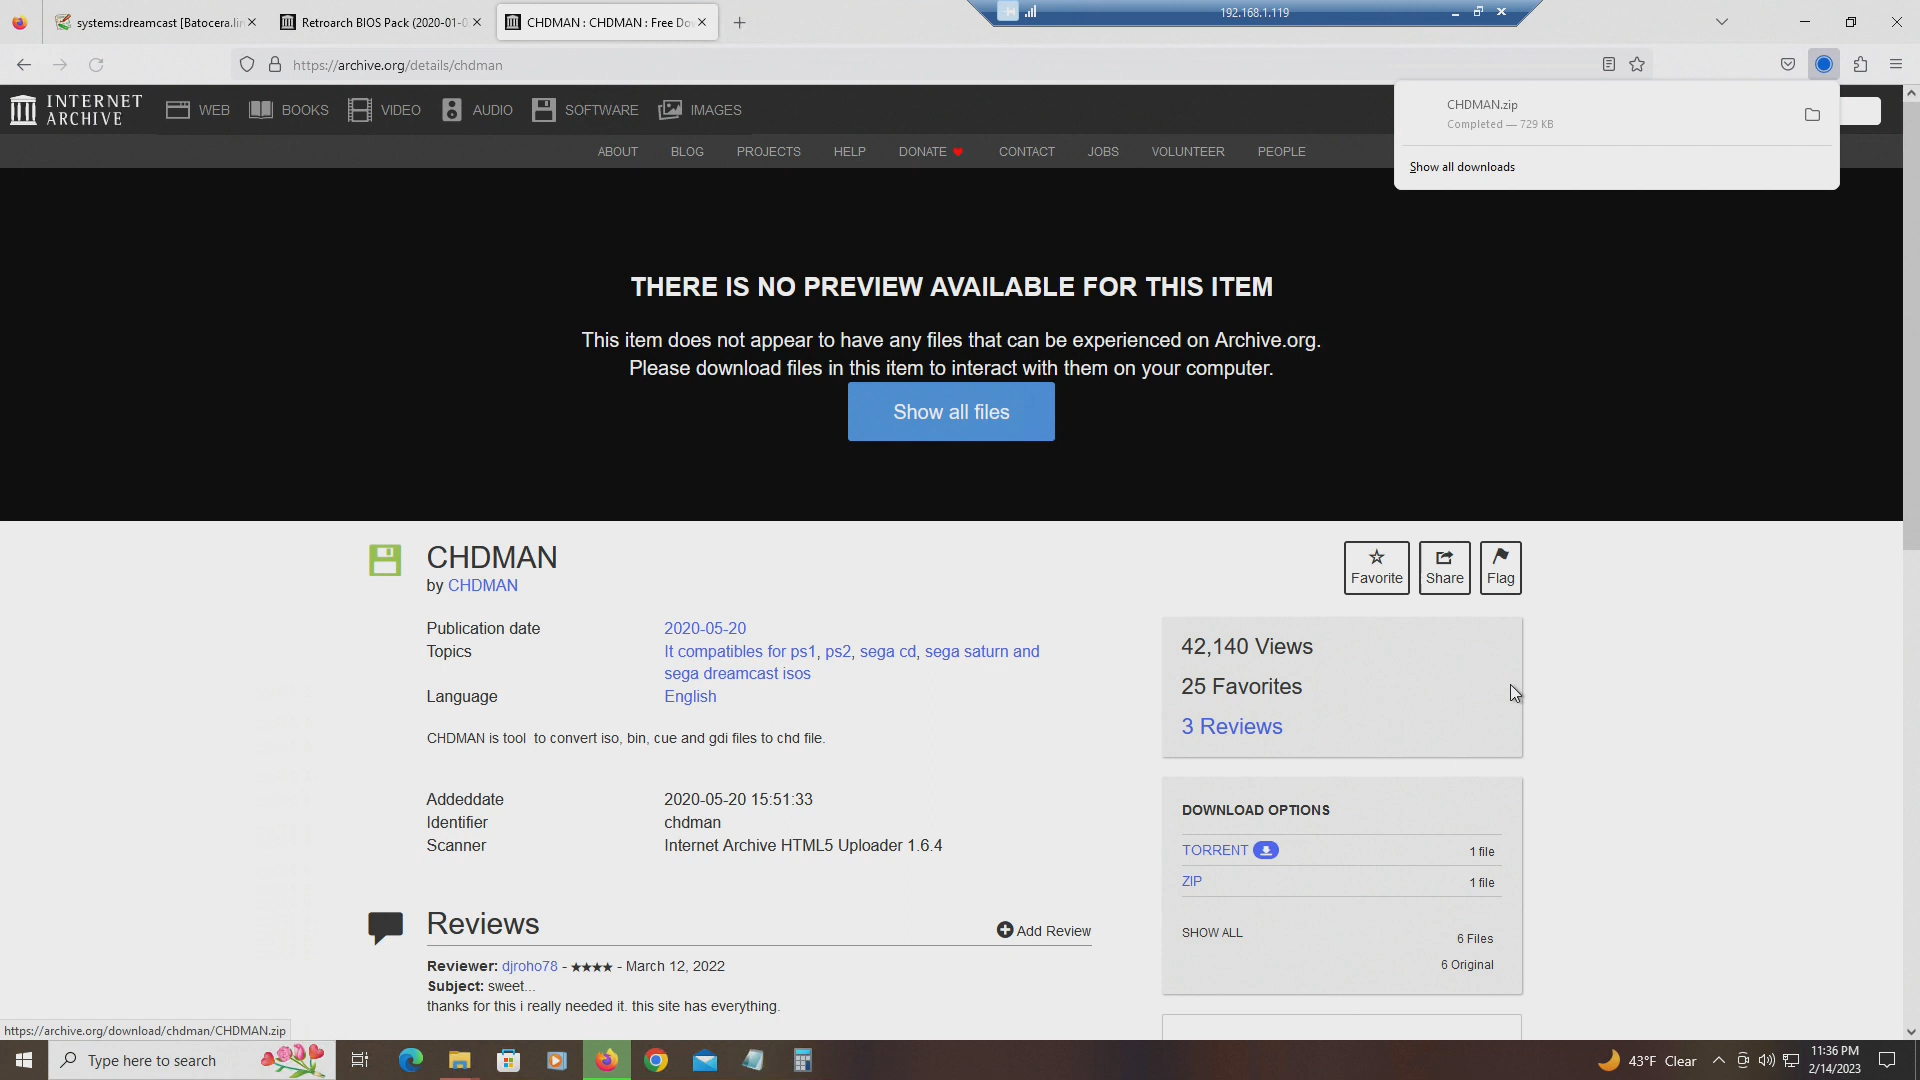 systems:dreamcast [Batocera.lin
Retroarch BIOS Pack (2020-01-0
CHDMAN : CHDMAN : Free Do
192.168.1.119
https://archive.org/details/chdman
INTERNET ARCHIVE
WEB
BOOKS
VIDEO
AUDIO
SOFTWARE
IMAGES
CHDMAN.zip
Completed — 729 KB
Show all downloads
ABOUT
BLOG
PROJECTS
HELP
DONATE
CONTACT
JOBS
VOLUNTEER
PEOPLE
THERE IS NO PREVIEW AVAILABLE FOR THIS ITEM
This item does not appear to have any files that can be experienced on Archive.org.
Please download files in this item to interact with them on your computer.
Show all files
CHDMAN
by CHDMAN
Favorite
Share
Flag
Publication date 2020-05-20
Topics It compatibles for ps1, ps2, sega cd, sega saturn and
sega dreamcast isos
Language English
CHDMAN is tool to convert iso, bin, cue and gdi files to chd file.
Addeddate 2020-05-20 15:51:33
Identifier chdman
Scanner Internet Archive HTML5 Uploader 1.6.4
42,140 Views
25 Favorites
3 Reviews
DOWNLOAD OPTIONS
TORRENT 1 file
ZIP 1 file
SHOW ALL 6 Files
6 Original
Reviews
Add Review
Reviewer: djroho78 - ★★★★ - March 12, 2022
Subject: sweet...
thanks for this i really needed it. this site has everything.
https://archive.org/download/chdman/CHDMAN.zip
Type here to search
43°F Clear
11:36 PM
2/14/2023